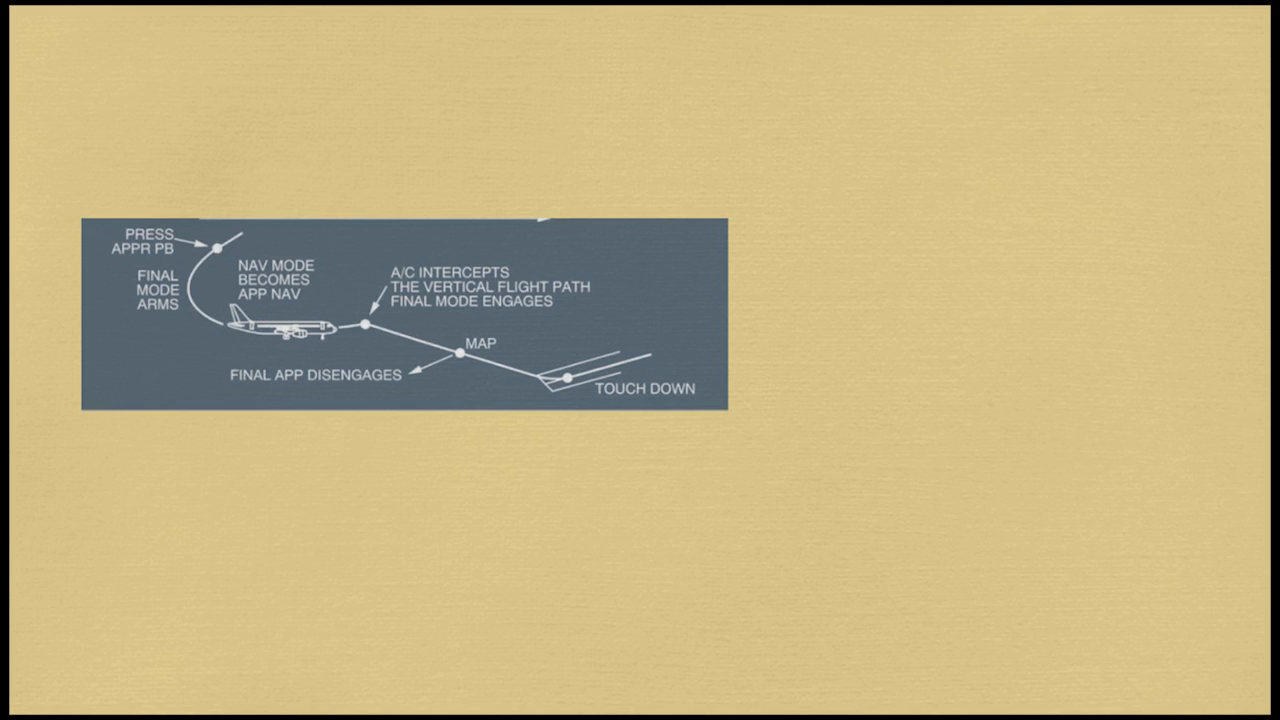 PRESS
APPR PB
FINAL
MODE
ARMS
NAV MODE
BECOMES
APP NAV
A/C INTERCEPTS
THE VERTICAL FLIGHT PATH
FINAL MODE ENGAGES
MAP
FINAL APP DISENGAGES
TOUCH DOWN